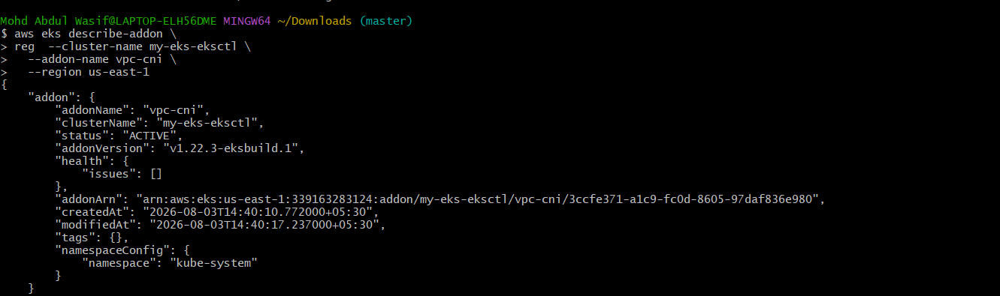 Mohd Abdul Wasif@LAPTOP-ELH56DME MINGW64 ~/Downloads (master)
$ aws eks describe-addon \
> reg  --cluster-name my-eks-eksctl \
>   --addon-name vpc-cni \
>   --region us-east-1
{
    "addon": {
        "addonName": "vpc-cni",
        "clusterName": "my-eks-eksctl",
        "status": "ACTIVE",
        "addonVersion": "v1.22.3-eksbuild.1",
        "health": {
            "issues": []
        },
        "addonArn": "arn:aws:eks:us-east-1:339163283124:addon/my-eks-eksctl/vpc-cni/3ccfe371-a1c9-fc0d-8605-97daf836e980",
        "createdAt": "2026-08-03T14:40:10.772000+05:30",
        "modifiedAt": "2026-08-03T14:40:17.237000+05:30",
        "tags": {},
        "namespaceConfig": {
            "namespace": "kube-system"
        }
    }